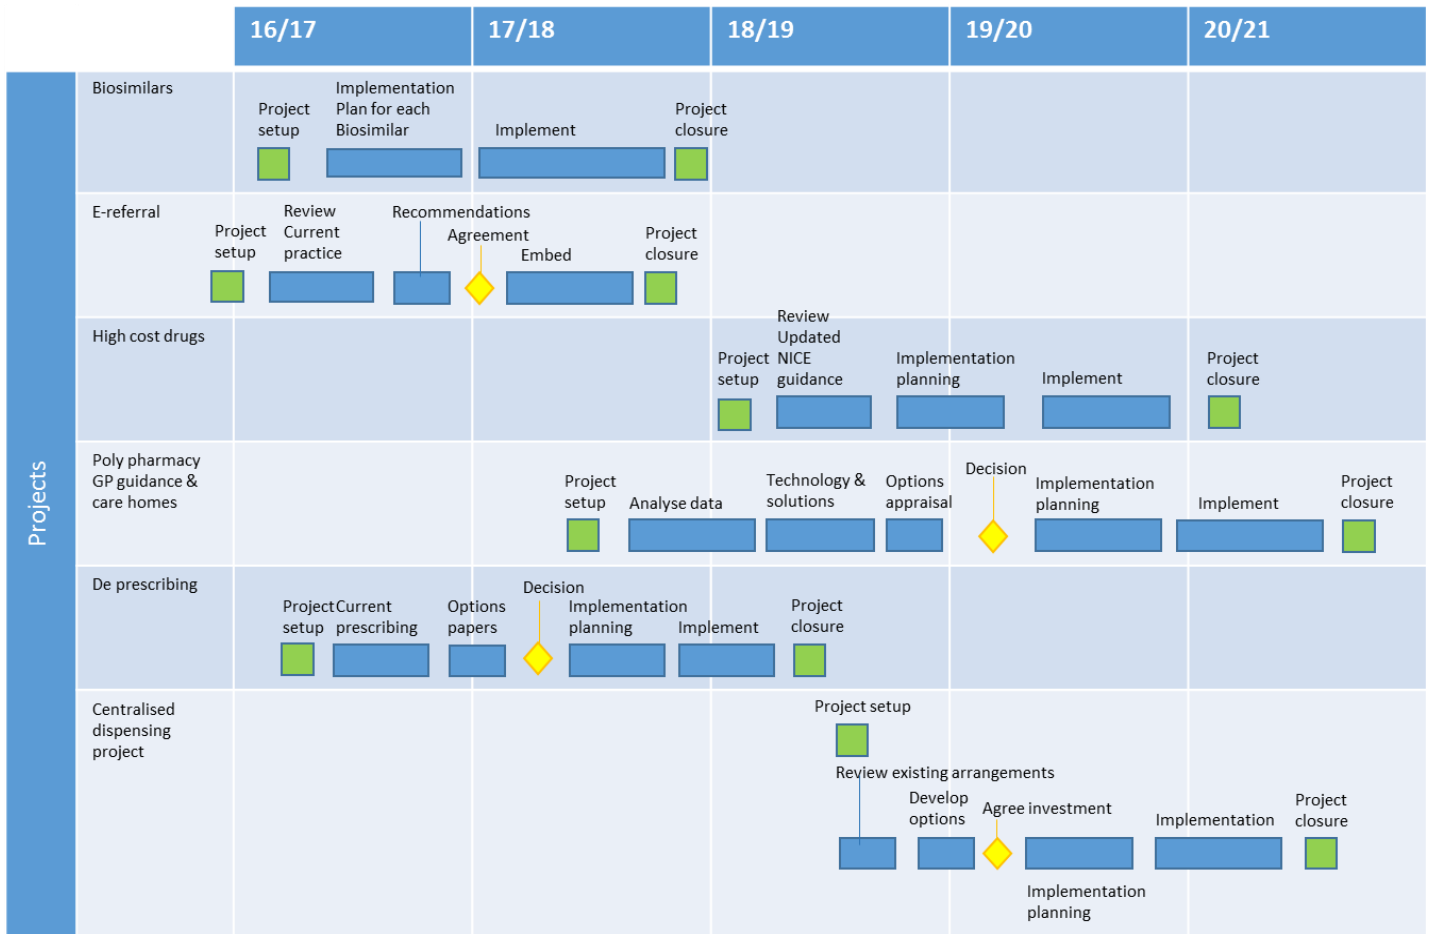 16/17
17/18
18/19
19/20
20/21
Projects
Biosimilars
Project
setup
Implementation
Plan for each
Biosimilar
Implement
Project
closure
E-referral
Project
setup
Review
Current
practice
Recommendations
Agreement
Embed
Project
closure
High cost drugs
Project
setup
Review
Updated
NICE
guidance
Implementation
planning
Implement
Project
closure
Poly pharmacy
GP guidance &
care homes
Project
setup
Analyse data
Technology &
solutions
Options
appraisal
Decision
Implementation
planning
Implement
Project
closure
De prescribing
Project
setup
Current
prescribing
Options
papers
Decision
Implementation
planning
Implement
Project
closure
Centralised
dispensing
project
Project setup
Review existing arrangements
Develop
options
Agree investment
Implementation
planning
Implementation
Project
closure